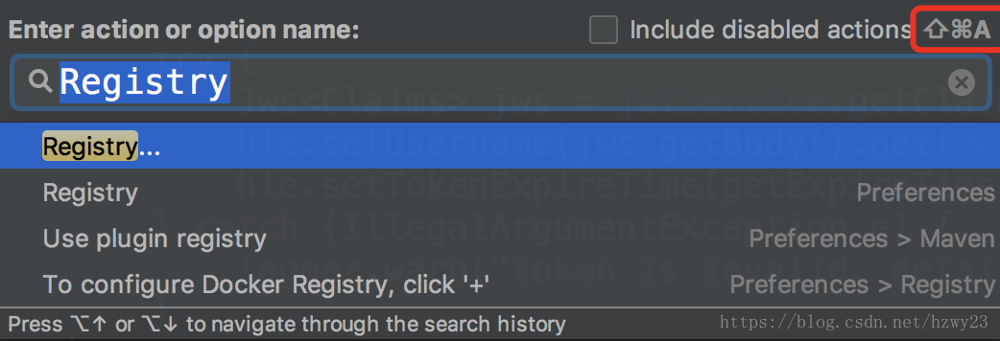 Enter action or option name: Include disabled actions ⇧⌘A
Registry
Registry...
Registry Preferences
Use plugin registry Preferences > Maven
To configure Docker Registry, click '+' Preferences > Registry
Press ⌥↑ or ⌥↓ to navigate through the search history https://blog.csdn.net/hzwy23